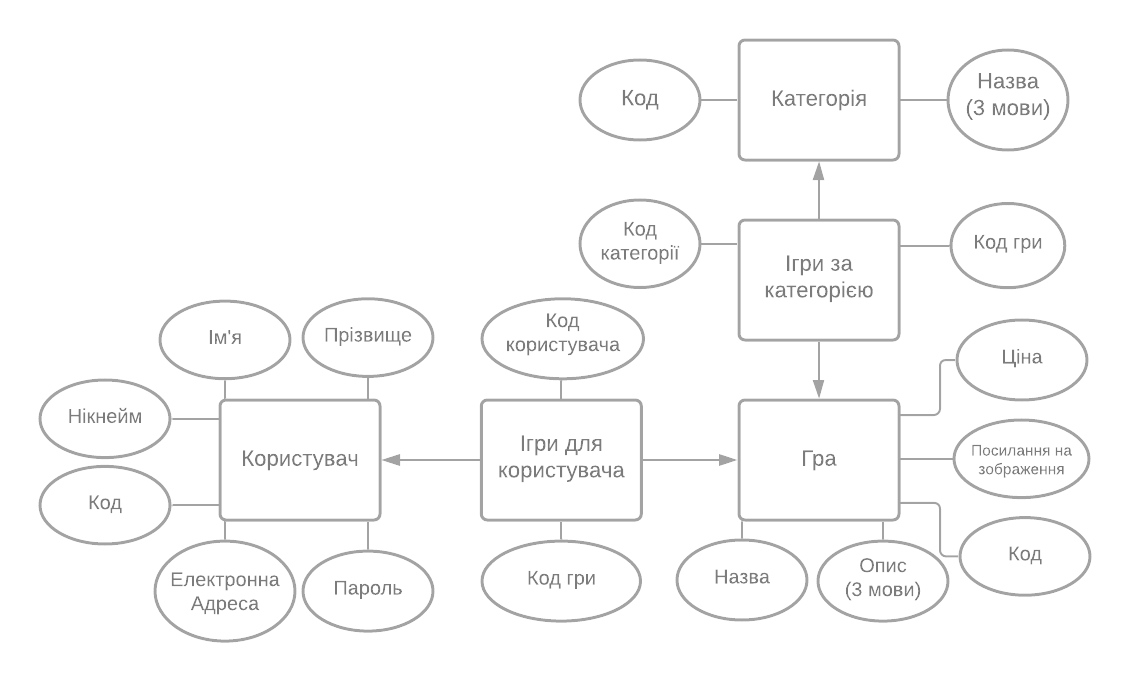 Код
Категорія
Назва
(3 мови)
Код
категорії
Ігри за
категорією
Код гри
Ім'я
Прізвище
Код
користувача
Ціна
Нікнейм
Користувач
Ігри для
користувача
Гра
Посилання на
зображення
Код
Електронна
Адреса
Пароль
Код гри
Назва
Опис
(3 мови)
Код